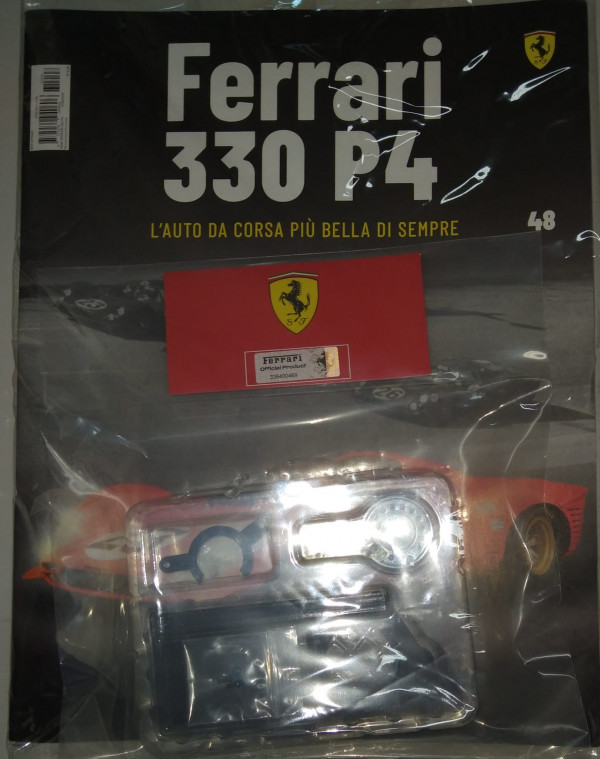 Ferrari
330 P4
L'AUTO DA CORSA PIÙ BELLA DI SEMPRE
48
S F
Ferrari
Official Product